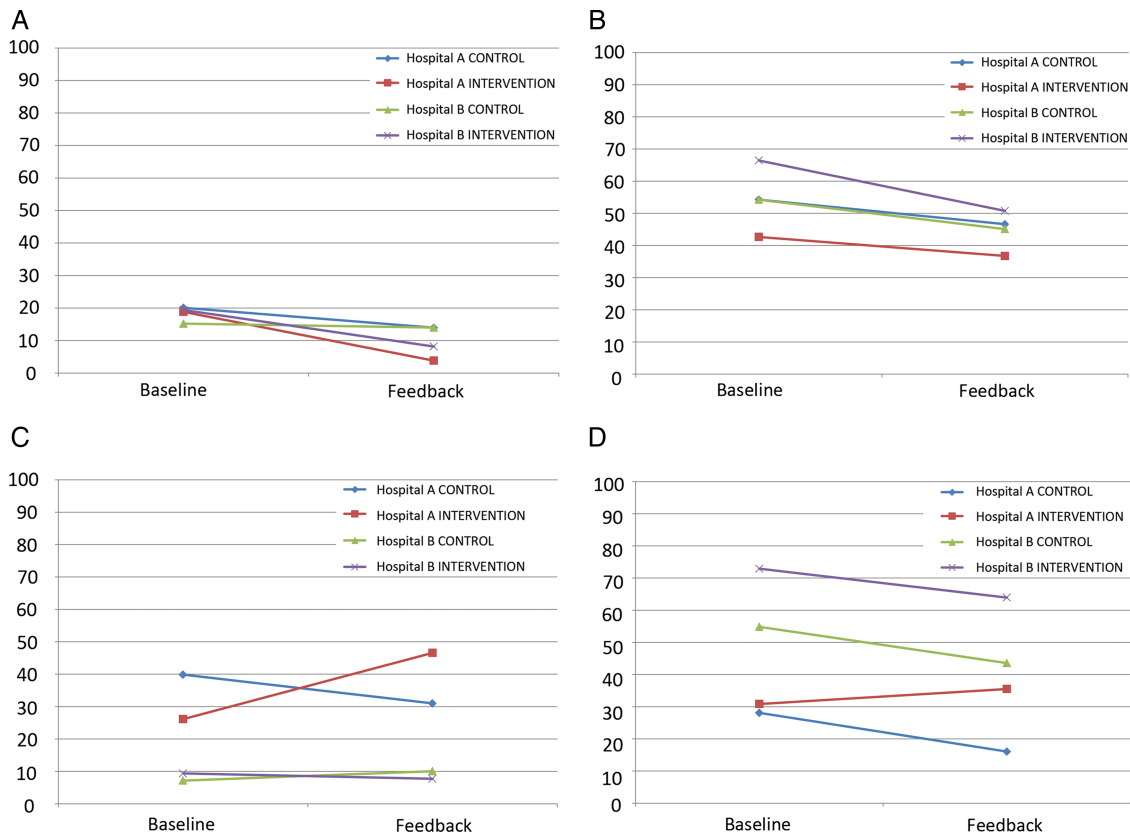 A
100
90
80
70
60
50
40
30
20
10
0
Hospital A CONTROL
Hospital A INTERVENTION
Hospital B CONTROL
Hospital B INTERVENTION
Baseline
Feedback
B
100
90
80
70
60
50
40
30
20
10
0
Hospital A CONTROL
Hospital A INTERVENTION
Hospital B CONTROL
Hospital B INTERVENTION
Baseline
Feedback
C
100
90
80
70
60
50
40
30
20
10
0
Hospital A CONTROL
Hospital A INTERVENTION
Hospital B CONTROL
Hospital B INTERVENTION
Baseline
Feedback
D
100
90
80
70
60
50
40
30
20
10
0
Hospital A CONTROL
Hospital A INTERVENTION
Hospital B CONTROL
Hospital B INTERVENTION
Baseline
Feedback